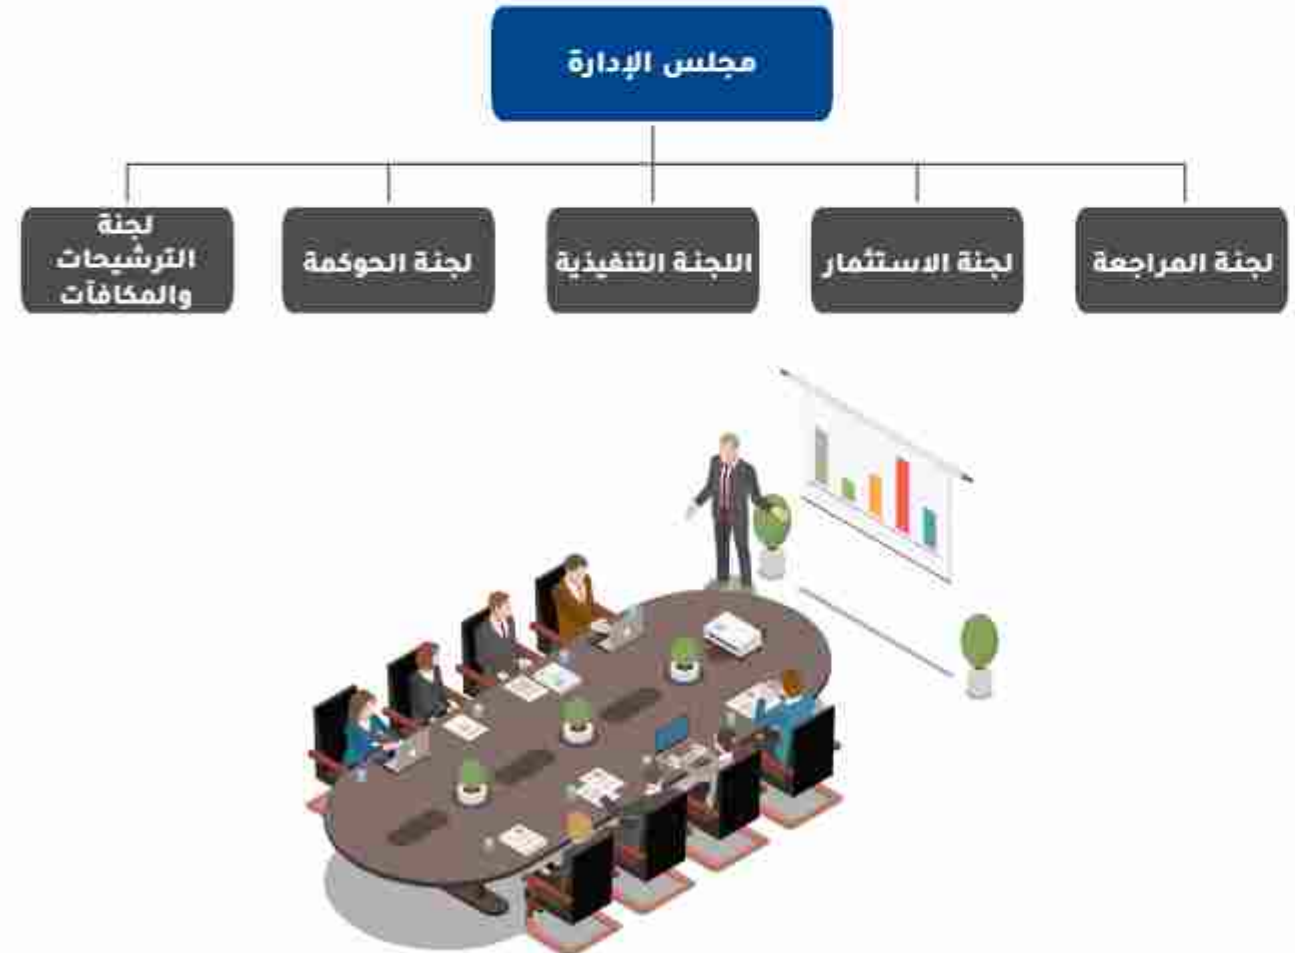 مجلس الإدارة
لجنة المراجعة
لجنة الاستثمار
اللجنة التنفيذية
لجنة الحوكمة
لجنة
الترشيحات
والمكافآت